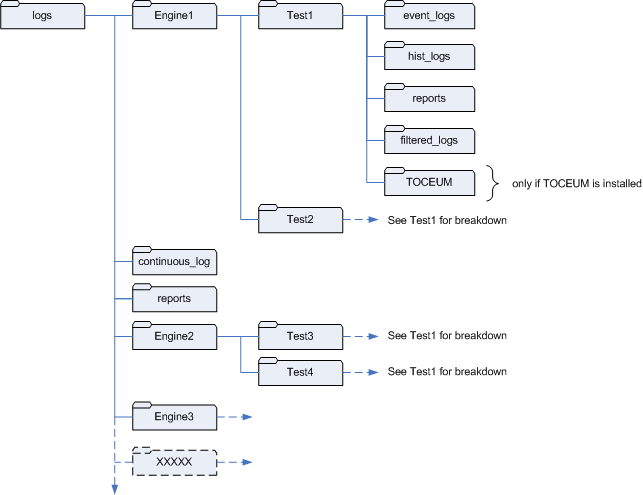 logs
Engine1
Test1
event_logs
hist_logs
reports
filtered_logs
TOCEUM
only if TOCEUM is installed
Test2
See Test1 for breakdown
continuous_log
reports
Engine2
Test3
See Test1 for breakdown
Test4
See Test1 for breakdown
Engine3
XXXXX